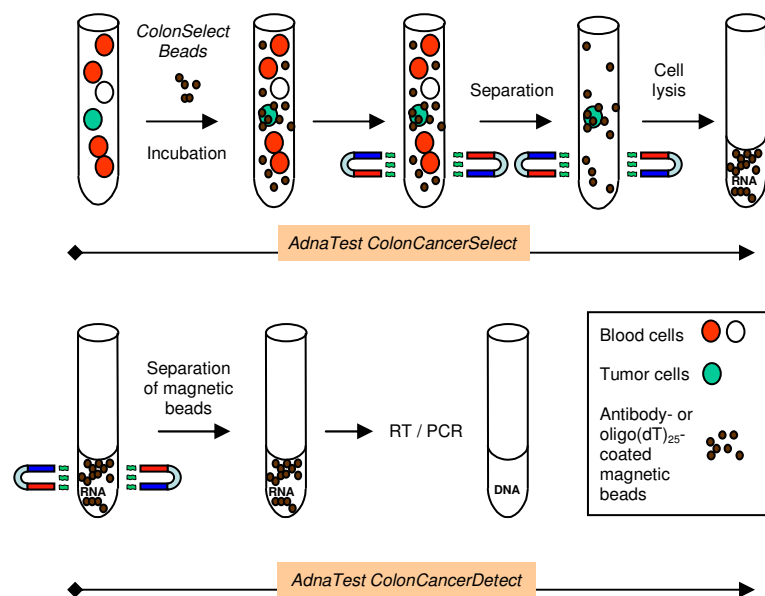 ColonSelect
Beads
Incubation
Separation
Cell
lysis
RNA
AdnaTest ColonCancerSelect
Separation
of magnetic
beads
RNA
RNA
RT / PCR
DNA
Blood cells
Tumor cells
Antibody- or
oligo(dT)25-
coated
magnetic
beads
AdnaTest ColonCancerDetect